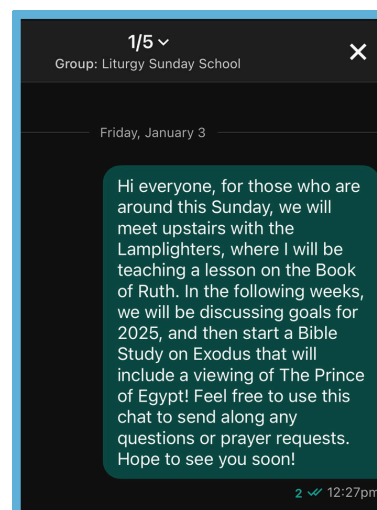 1/5
Group: Liturgy Sunday School
Friday, January 3
Hi everyone, for those who are
around this Sunday, we will
meet upstairs with the
Lamplighters, where I will be
teaching a lesson on the Book
of Ruth. In the following weeks,
we will be discussing goals for
2025, and then start a Bible
Study on Exodus that will
include a viewing of The Prince
of Egypt! Feel free to use this
chat to send along any
questions or prayer requests.
Hope to see you soon!
2 12:27pm